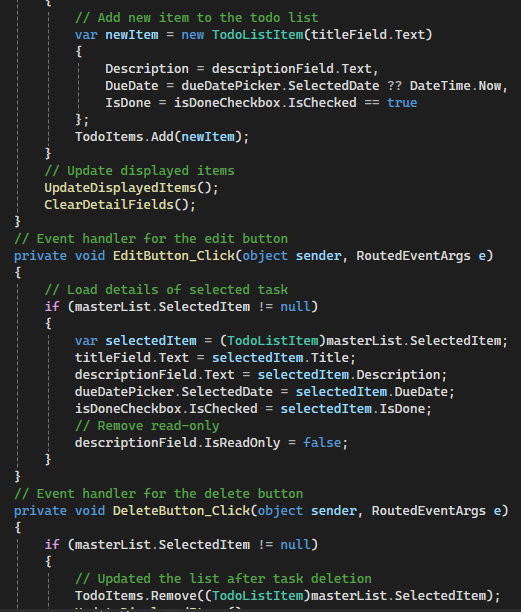 {
// Add new item to the todo list
var newItem = new TodoListItem(titleField.Text)
{
Description = descriptionField.Text,
DueDate = dueDatePicker.SelectedDate ?? DateTime.Now,
IsDone = isDoneCheckbox.IsChecked == true
};
TodoItems.Add(newItem);
}
// Update displayed items
UpdateDisplayedItems();
ClearDetailFields();
}
// Event handler for the edit button
private void EditButton_Click(object sender, RoutedEventArgs e)
{
// Load details of selected task
if (masterList.SelectedItem != null)
{
var selectedItem = (TodoListItem)masterList.SelectedItem;
titleField.Text = selectedItem.Title;
descriptionField.Text = selectedItem.Description;
dueDatePicker.SelectedDate = selectedItem.DueDate;
isDoneCheckbox.IsChecked = selectedItem.IsDone;
// Remove read-only
descriptionField.IsReadOnly = false;
}
}
// Event handler for the delete button
private void DeleteButton_Click(object sender, RoutedEventArgs e)
{
if (masterList.SelectedItem != null)
{
// Updated the list after task deletion
TodoItems.Remove((TodoListItem)masterList.SelectedItem);